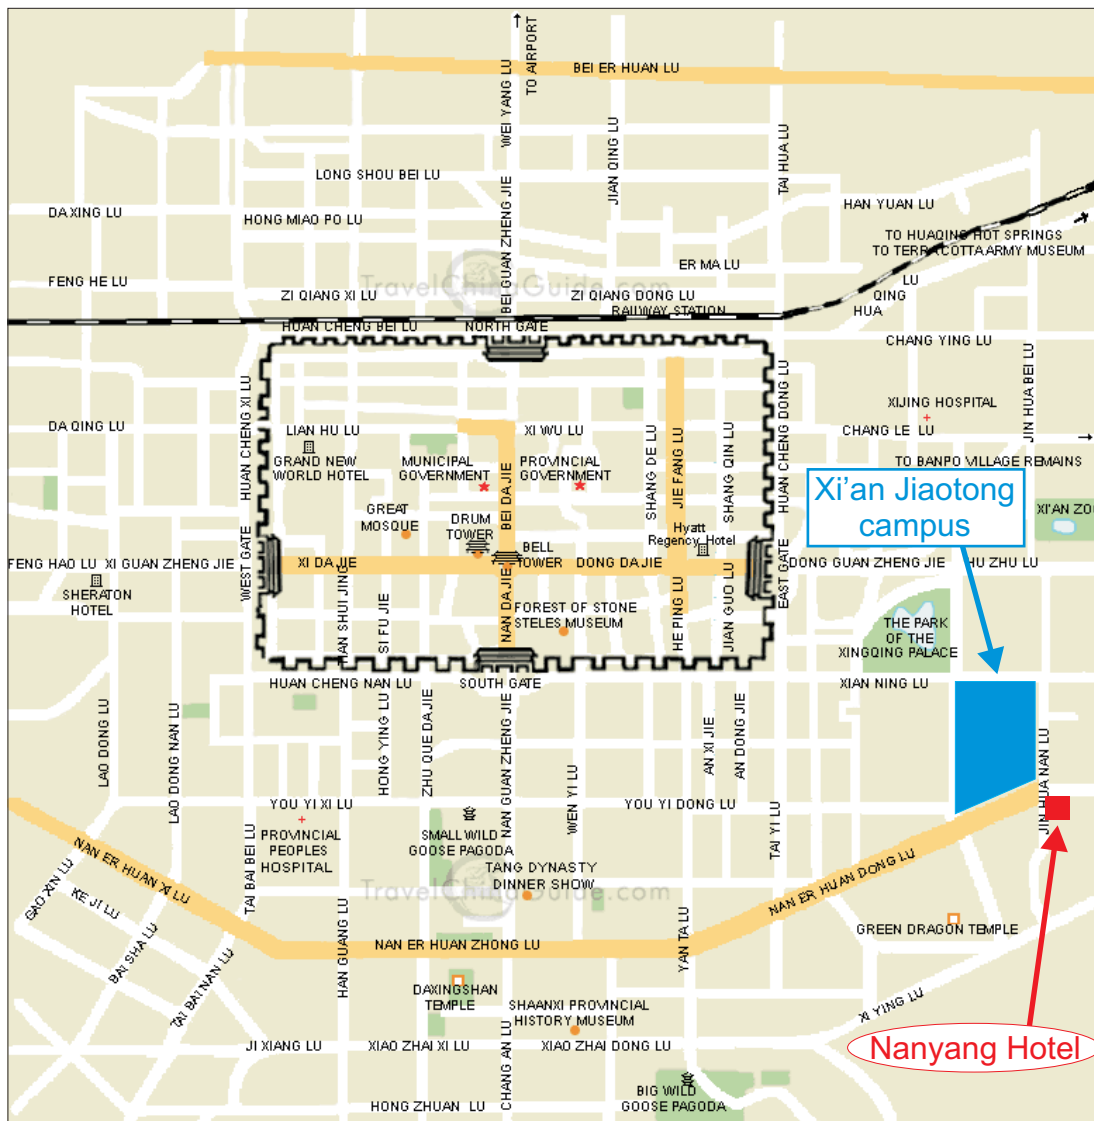 TO AIRPORT
WEI YANG LU
BEI ER HUAN LU
JIAN QING LU
TAI HUA LU
LONG SHOU BEI LU
BEI GUAN ZHENG JIE
DA XING LU
HONG MIAO PO LU
HAN YUAN LU
TO HUAQING HOT SPRINGS
TO TERRACOTTA ARMY MUSEUM
ER MA LU
FENG HE LU
TravelChinaGuide.com
ZI QIANG XI LU
ZI QIANG DONG LU
LU
QING
HUA
RAILWAY STATION
HUAN CHENG BEI LU
NORTH GATE
CHANG YING LU
JIN HUA BEI LU
HUAN CHENG XI LU
HUAN CHENG DONG LU
XIJING HOSPITAL
DA QING LU
LIAN HU LU
XI WU LU
CHANG LE LU
GRAND NEW
WORLD HOTEL
MUNICIPAL
GOVERNMENT
PROVINCIAL
GOVERNMENT
BEI DA JIE
SHANG DE LU
JIE FANG LU
SHANG QIN LU
TO BANPO VILLAGE REMAINS
Xi'an Jiaotong
campus
XI'AN ZOO
GREAT
MOSQUE
DRUM
TOWER
BELL
TOWER
Hyatt
Regency Hotel
FENG HAO LU
XI GUAN ZHENG JIE
WEST GATE
XI DA JIE
DONG DA JIE
EAST GATE
DONG GUAN ZHENG JIE
HU ZHU LU
SHERATON
HOTEL
HAN SHUI JING
SI FU JIE
NAN DA JIE
FOREST OF STONE
STELES MUSEUM
HE PING LU
JIAN GUO LU
THE PARK
OF THE
XINGQING PALACE
HUAN CHENG NAN LU
SOUTH GATE
XIAN NING LU
LAO DONG LU
LAO DONG NAN LU
HONG YING LU
ZHU QUE DA JIE
NAN GUAN ZHENG JIE
WEN YI LU
AN XI JIE
AN DONG JIE
JIN HUA NAN LU
YOU YI XI LU
YOU YI DONG LU
TAI YI LU
TAI BAI BEI LU
PROVINCIAL
PEOPLES
HOSPITAL
SMALL WILD
GOOSE PAGODA
TANG DYNASTY
DINNER SHOW
NAN ER HUAN XI LU
NAN ER HUAN DONG LU
TravelChinaGuide.com
GAO XIN LU
KE JI LU
BAI SHA LU
TAI BAI NAN LU
HAN GUANG LU
NAN ER HUAN ZHONG LU
YAN TA LU
GREEN DRAGON TEMPLE
DAXINGSHAN
TEMPLE
SHAANXI PROVINCIAL
HISTORY MUSEUM
XI YING LU
JI XIANG LU
XIAO ZHAI XI LU
CHANG AN LU
XIAO ZHAI DONG LU
Nanyang Hotel
BIG WILD
GOOSE PAGODA
HONG ZHUAN LU